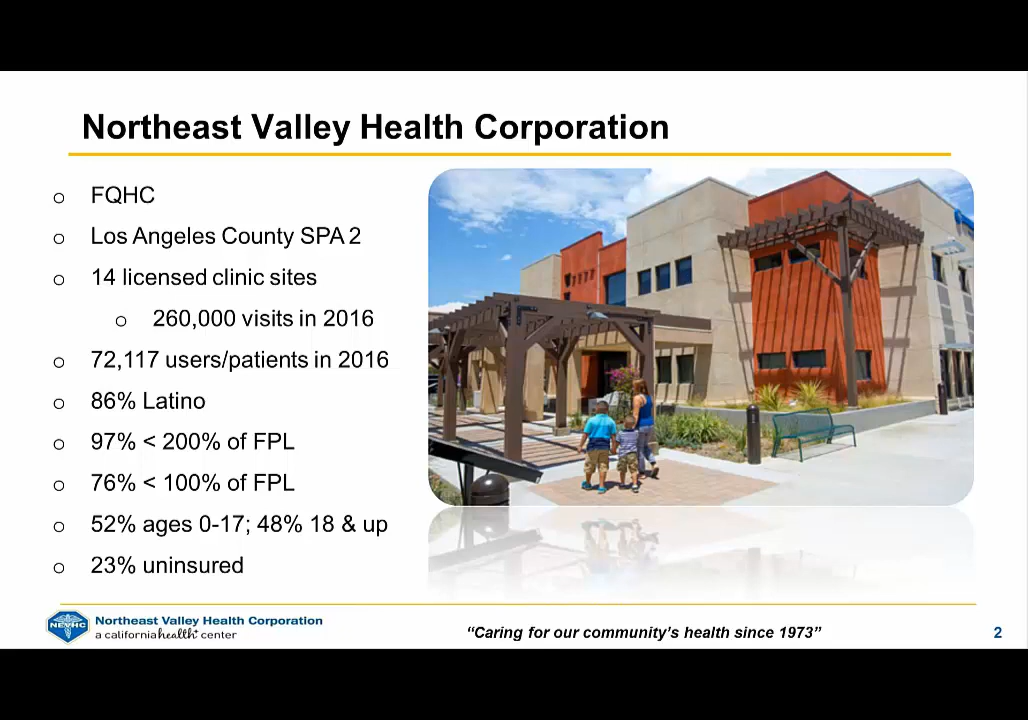 Northeast Valley Health Corporation
FQHC
Los Angeles County SPA 2
14 licensed clinic sites
260,000 visits in 2016
72,117 users/patients in 2016
86% Latino
97% < 200% of FPL
76% < 100% of FPL
52% ages 0-17; 48% 18 & up
23% uninsured
NEVHC
Northeast Valley Health Corporation
a california health+ center
“Caring for our community’s health since 1973”
2